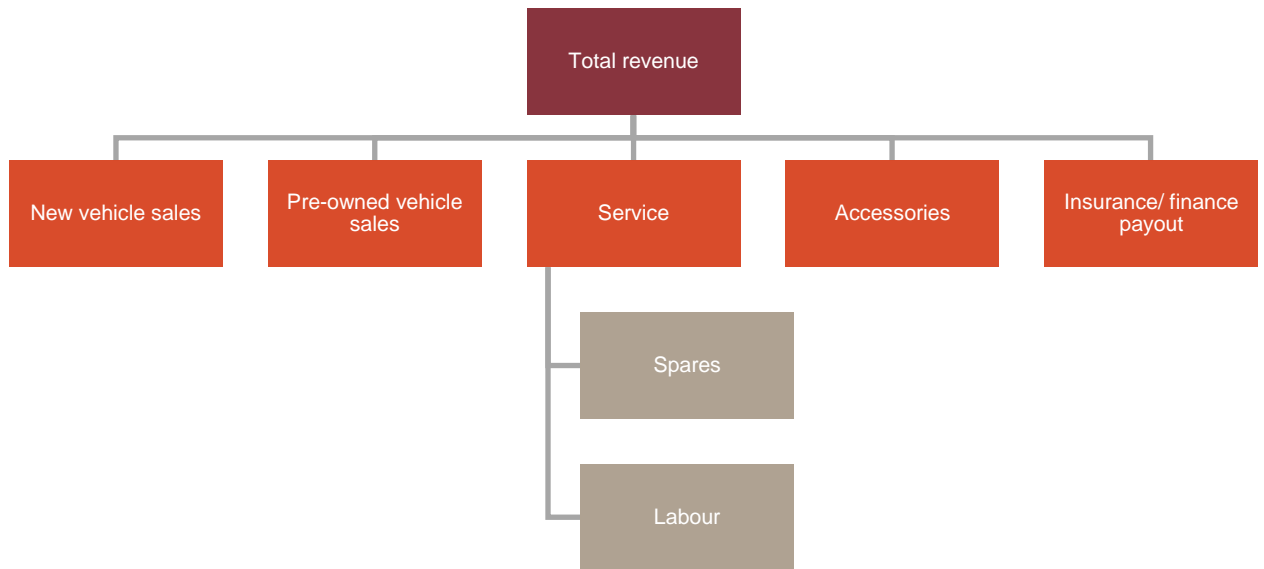 Total revenue
New vehicle sales
Pre-owned vehicle
sales
Service
Accessories
Insurance/ finance
payout
Spares
Labour